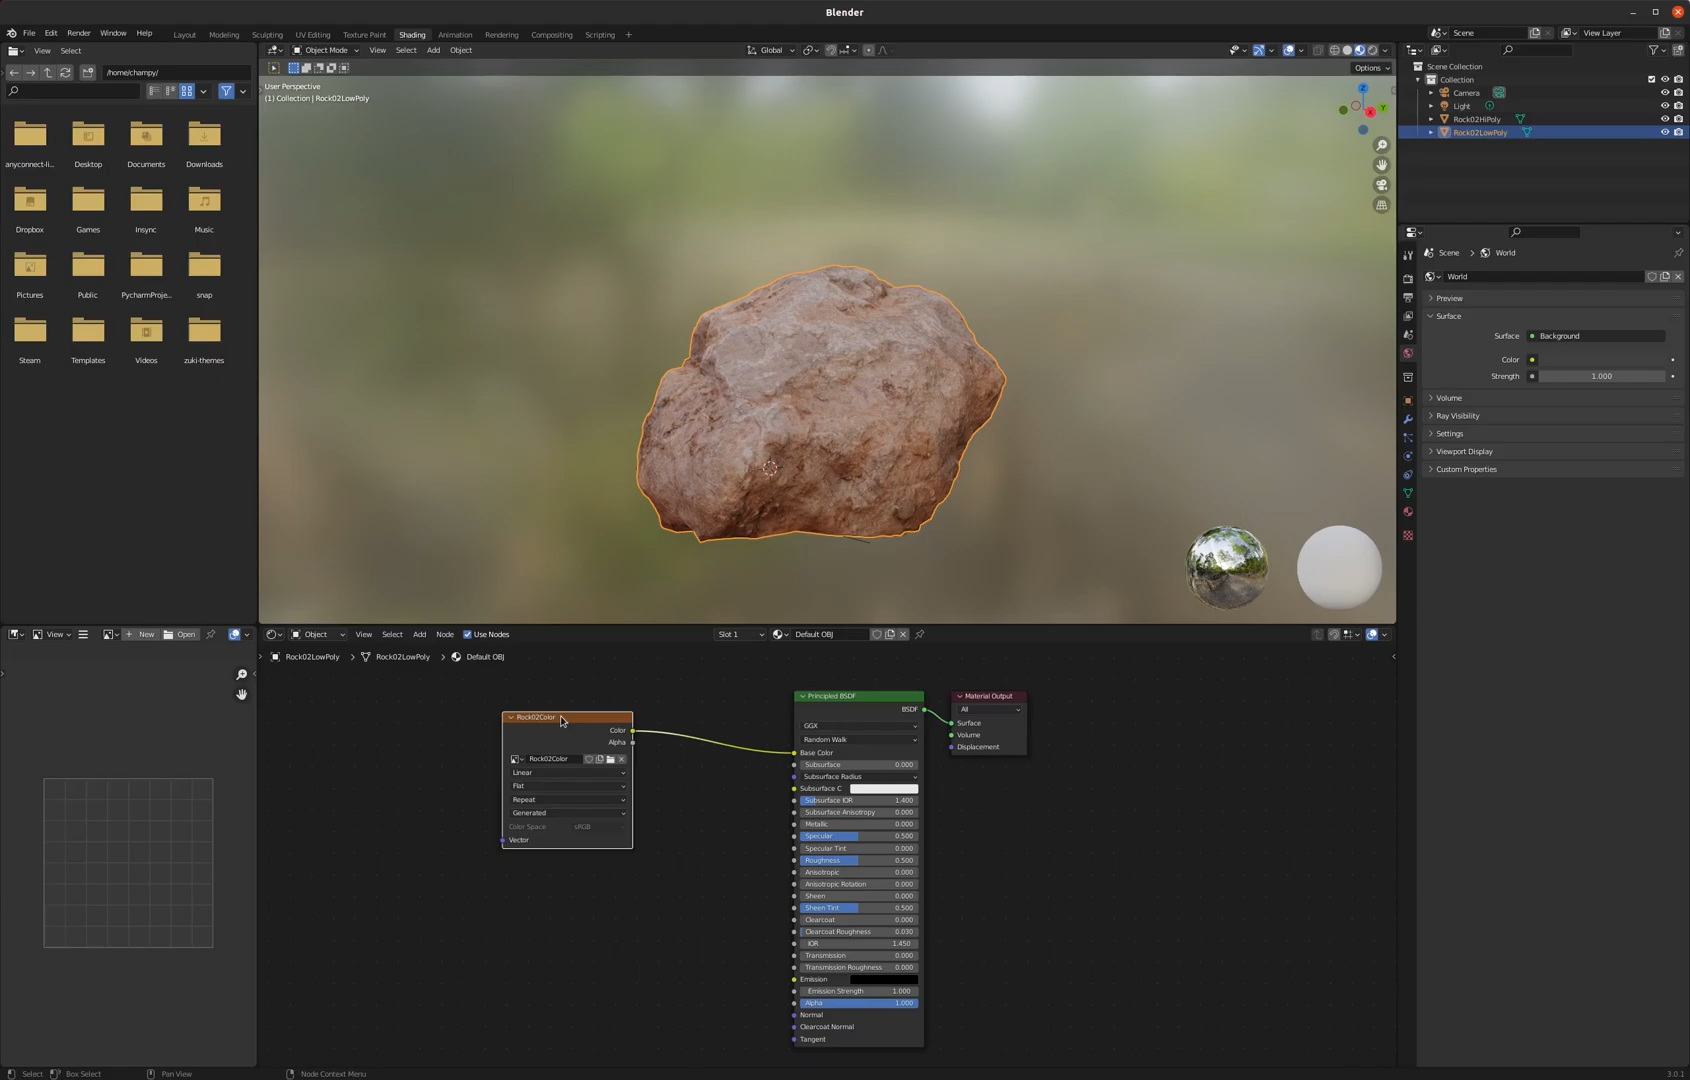 Blender
File Edit Render Window Help
Layout Modeling Sculpting UV Editing Texture Paint Shading Animation Rendering Compositing Scripting +
Scene
View Layer
View Select
/home/champy/
anyconnect-li... Desktop Documents Downloads
Dropbox Games Insync Music
Pictures Public PycharmProje... snap
Steam Templates Videos zuki-themes
Object Mode View Select Add Object
Global
Options
User Perspective
(1) Collection | Rock02LowPoly
Z
Y
X
Scene Collection
Collection
Camera
Light
Rock02HiPoly
Rock02LowPoly
Scene > World
World
Preview
Surface
Surface Background
Color
Strength 1.000
Volume
Ray Visibility
Settings
Viewport Display
Custom Properties
View + New Open
Object View Select Add Node Use Nodes Slot 1 Default OBJ
Rock02LowPoly > Rock02LowPoly > Default OBJ
Rock02Color
Color
Alpha
Rock02Color
Linear
Flat
Repeat
Generated
Color Space sRGB
Vector
Principled BSDF
BSDF
GGX
Random Walk
Base Color
Subsurface 0.000
Subsurface Radius
Subsurface C
Subsurface IOR 1.400
Subsurface Anisotropy 0.000
Metallic 0.000
Specular 0.500
Specular Tint 0.000
Roughness 0.500
Anisotropic 0.000
Anisotropic Rotation 0.000
Sheen 0.000
Sheen Tint 0.500
Clearcoat 0.000
Clearcoat Roughness 0.030
IOR 1.450
Transmission 0.000
Transmission Roughness 0.000
Emission
Emission Strength 1.000
Alpha 1.000
Normal
Clearcoat Normal
Tangent
Material Output
All
Surface
Volume
Displacement
Select Box Select Pan View Node Context Menu 3.0.1